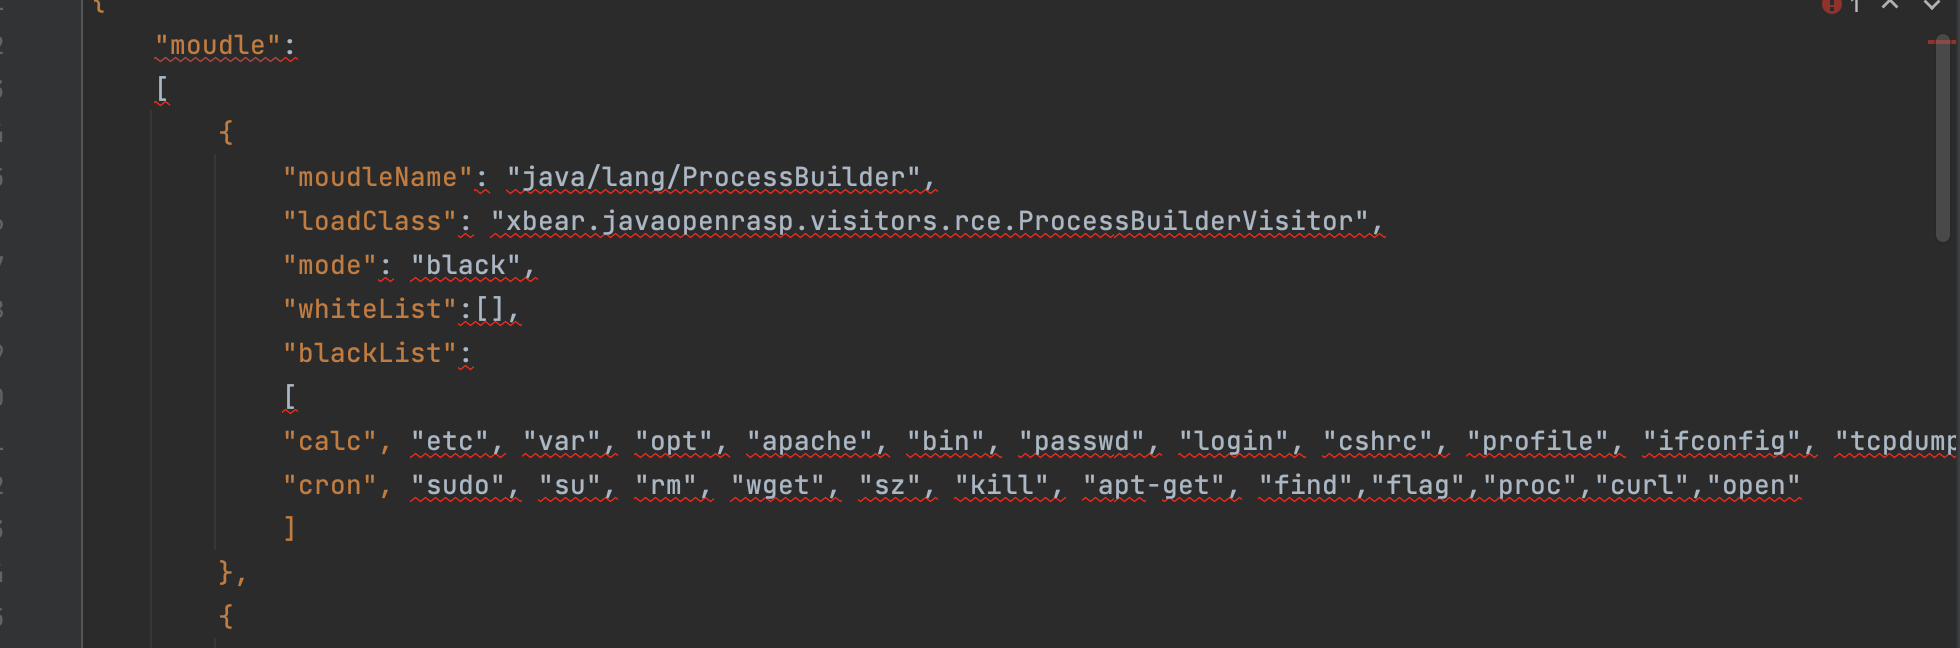 {
"moudle":
[
{
"moudleName": "java/lang/ProcessBuilder",
"loadClass": "xbear.javaopenrasp.visitors.rce.ProcessBuilderVisitor",
"mode": "black",
"whiteList":[],
"blackList":
[
"calc", "etc", "var", "opt", "apache", "bin", "passwd", "login", "cshrc", "profile", "ifconfig", "tcpdump
"cron", "sudo", "su", "rm", "wget", "sz", "kill", "apt-get", "find","flag","proc","curl","open"
]
},
{